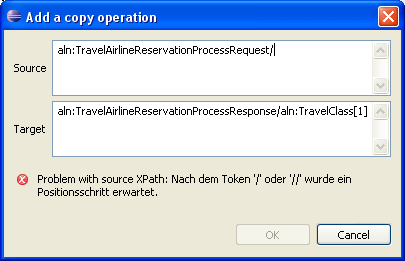 Add a copy operation
Source
aln:TravelAirlineReservationProcessRequest/
Target
aln:TravelAirlineReservationProcessResponse/aln:TravelClass[1]
Problem with source XPath: Nach dem Token '/' oder '//' wurde ein
Positionsschritt erwartet.
OK
Cancel